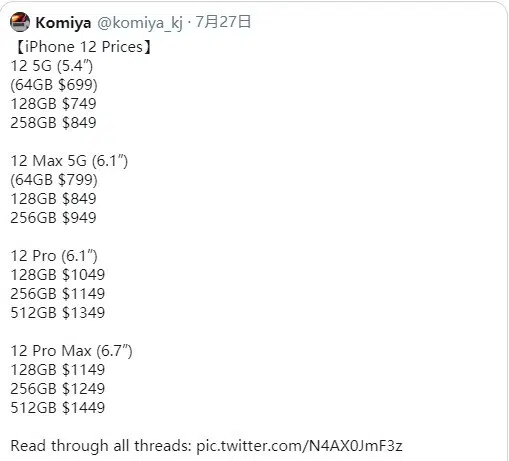 Komiya @komiya_kj · 7月27日
【iPhone 12 Prices】
12 5G (5.4”)
(64GB $699)
128GB $749
258GB $849
12 Max 5G (6.1”)
(64GB $799)
128GB $849
256GB $949
12 Pro (6.1”)
128GB $1049
256GB $1149
512GB $1349
12 Pro Max (6.7”)
128GB $1149
256GB $1249
512GB $1449
Read through all threads: pic.twitter.com/N4AX0JmF3z